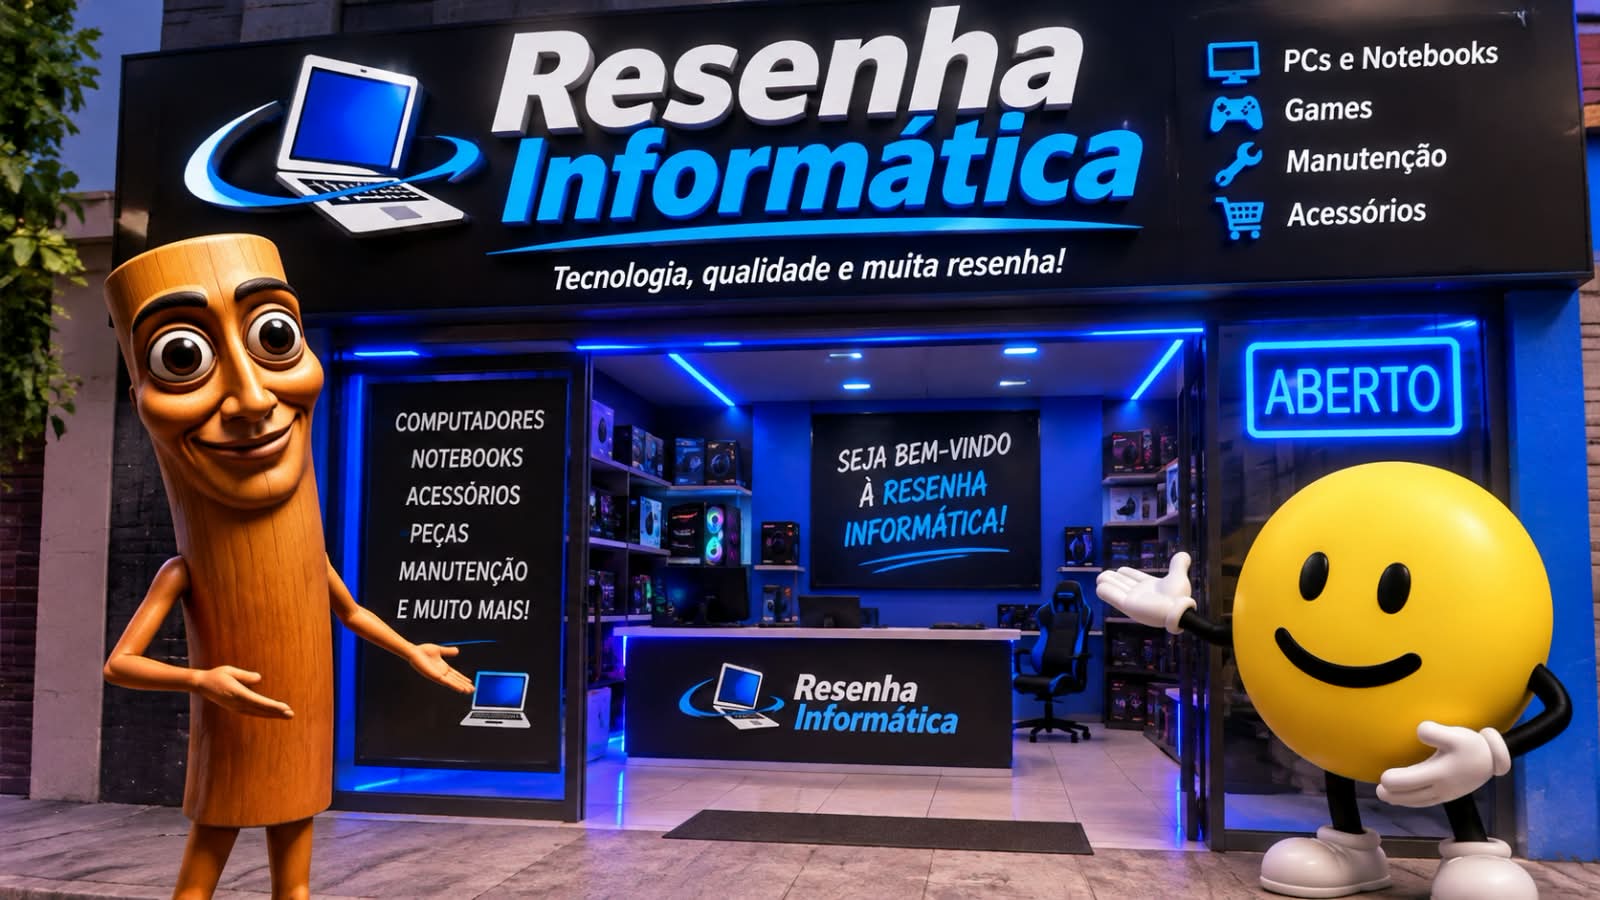 Resenha
Informática
Tecnologia, qualidade e muita resenha!
PCs e Notebooks
Games
Manutenção
Acessórios
COMPUTADORES
NOTEBOOKS
ACESSÓRIOS
PEÇAS
MANUTENÇÃO
E MUITO MAIS!
SEJA BEM-VINDO
À RESENHA
INFORMÁTICA!
ABERTO
Resenha
Informática